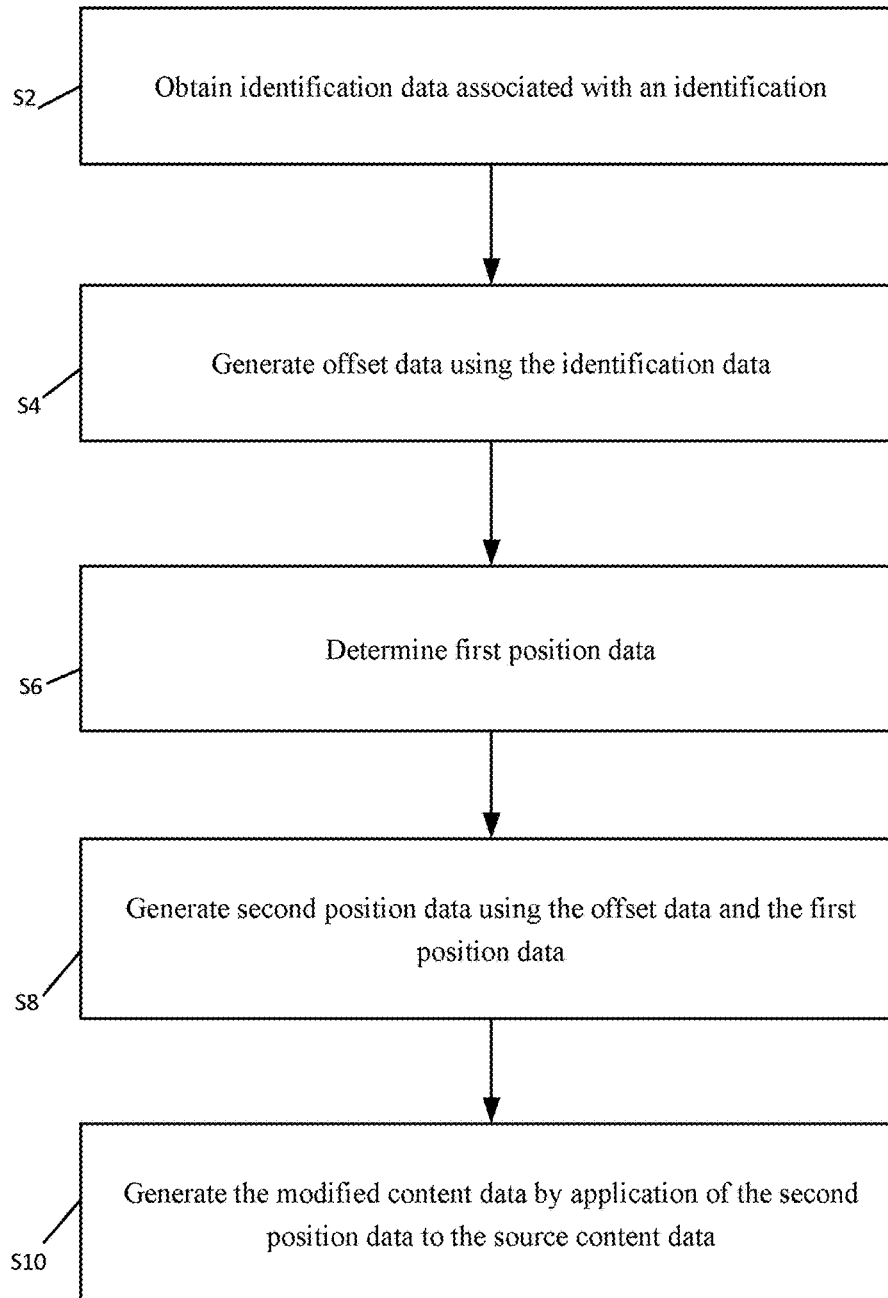 Obtain identification data associated with an identification
S2
Generate offset data using the identification data
S4
Determine first position data
S6
Generate second position data using the offset data and the first
position data
S8
Generate the modified content data by application of the second
position data to the source content data
S10